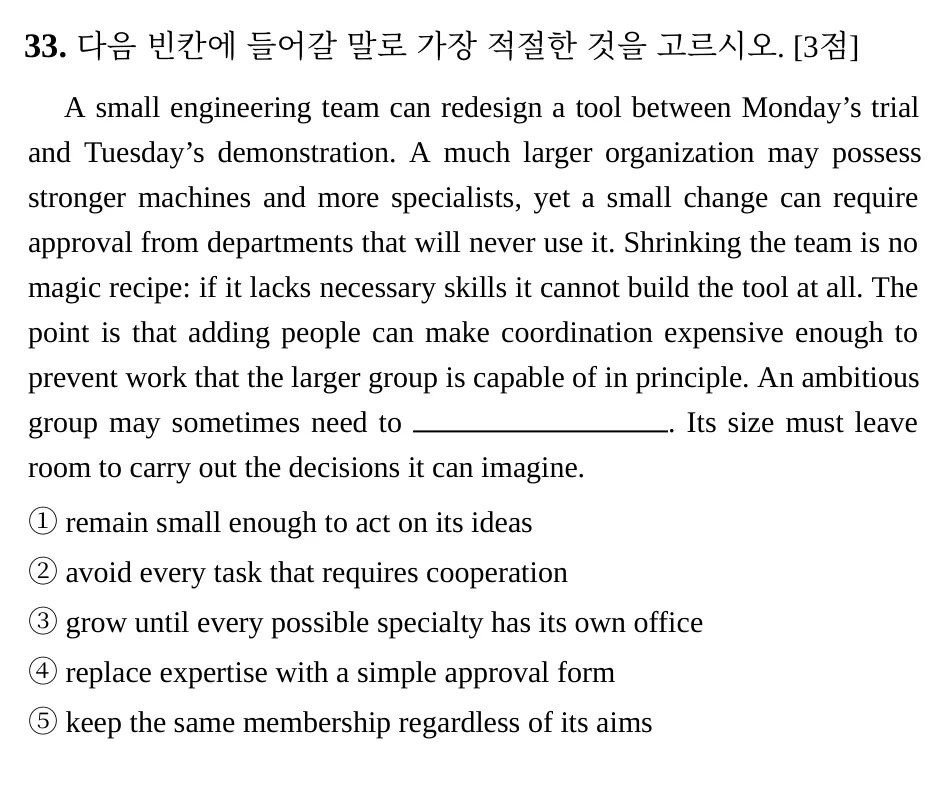 33. 다음 빈칸에 들어갈 말로 가장 적절한 것을 고르시오. [3점]
A small engineering team can redesign a tool between Monday’s trial
and Tuesday’s demonstration. A much larger organization may possess
stronger machines and more specialists, yet a small change can require
approval from departments that will never use it. Shrinking the team is no
magic recipe: if it lacks necessary skills it cannot build the tool at all. The
point is that adding people can make coordination expensive enough to
prevent work that the larger group is capable of in principle. An ambitious
group may sometimes need to ____________________. Its size must leave
room to carry out the decisions it can imagine.
① remain small enough to act on its ideas
② avoid every task that requires cooperation
③ grow until every possible specialty has its own office
④ replace expertise with a simple approval form
⑤ keep the same membership regardless of its aims